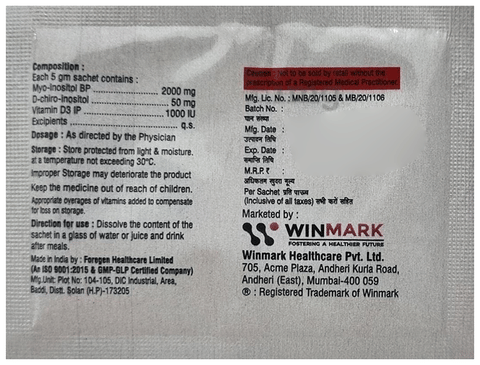 Composition :
Each 5 gm sachet contains :
Myo-inositol BP .................... 2000 mg
D-chiro-inositol .................... 50 mg
Vitamin D3 IP .................... 1000 IU
Excipients .................... q.s.
Dosage : As directed by the Physician
Storage : Store protected from light & moisture.
at a temperature not exceeding 30°C.
Improper Storage may deteriorate the product
Keep the medicine out of reach of children.
Appropriate overages of vitamins added to compensate
for loss on storage.
Direction for use : Dissolve the content of the
sachet in a glass of water or juice and drink
after meals.
Made in India by : Foregen Healthcare Limited
(An ISO 9001:2015 & GMP-GLP Certified Company)
Mfg.Unit: Plot No: 104-105, DIC Industrial, Area,
Baddi, Distt. Solan (H.P)-173205
Caution : Not to be sold by retail without the
prescription of a Registered Medical Practitioner.
Mfg. Lic. No. : MNB/20/1105 & MB/20/1106
Batch No. :
घान संख्या
Mfg. Date :
उत्पादन तिथि
Exp. Date :
समाप्ति तिथि
M.R.P. ₹ :
अधिकतम खुदरा मूल्य
Per Sachet प्रति पाऊच
(Inclusive of all taxes) सभी करों सहित
Marketed by :
WINMARK
FOSTERING A HEALTHIER FUTURE
Winmark Healthcare Pvt. Ltd.
705, Acme Plaza, Andheri Kurla Road,
Andheri (East), Mumbai-400 059
® : Registered Trademark of Winmark